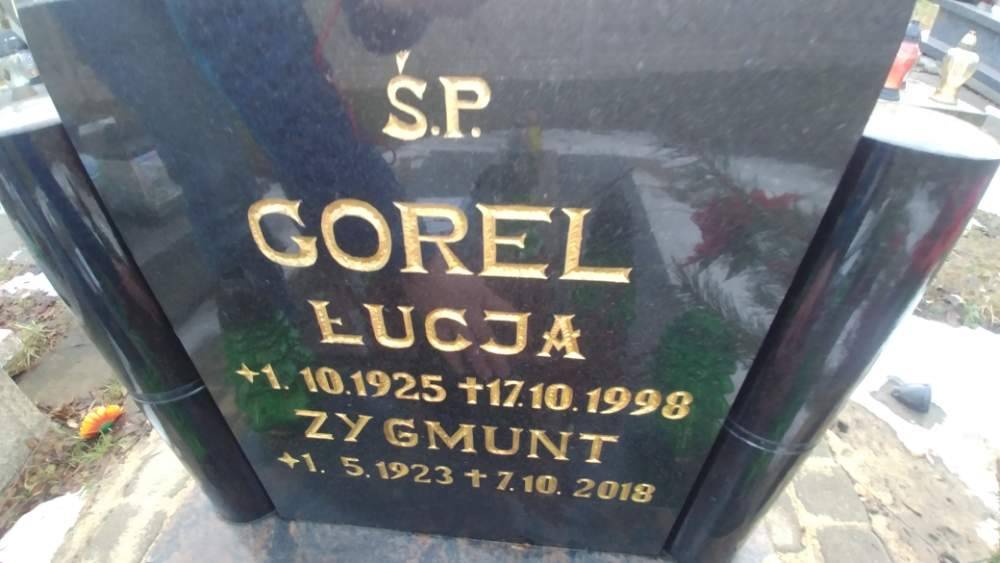 Ś.P.
GOREL
ŁUCJA
+1.10.1925 +17.10.1998
ZYGMUNT
+1.5.1923 +7.10.2018